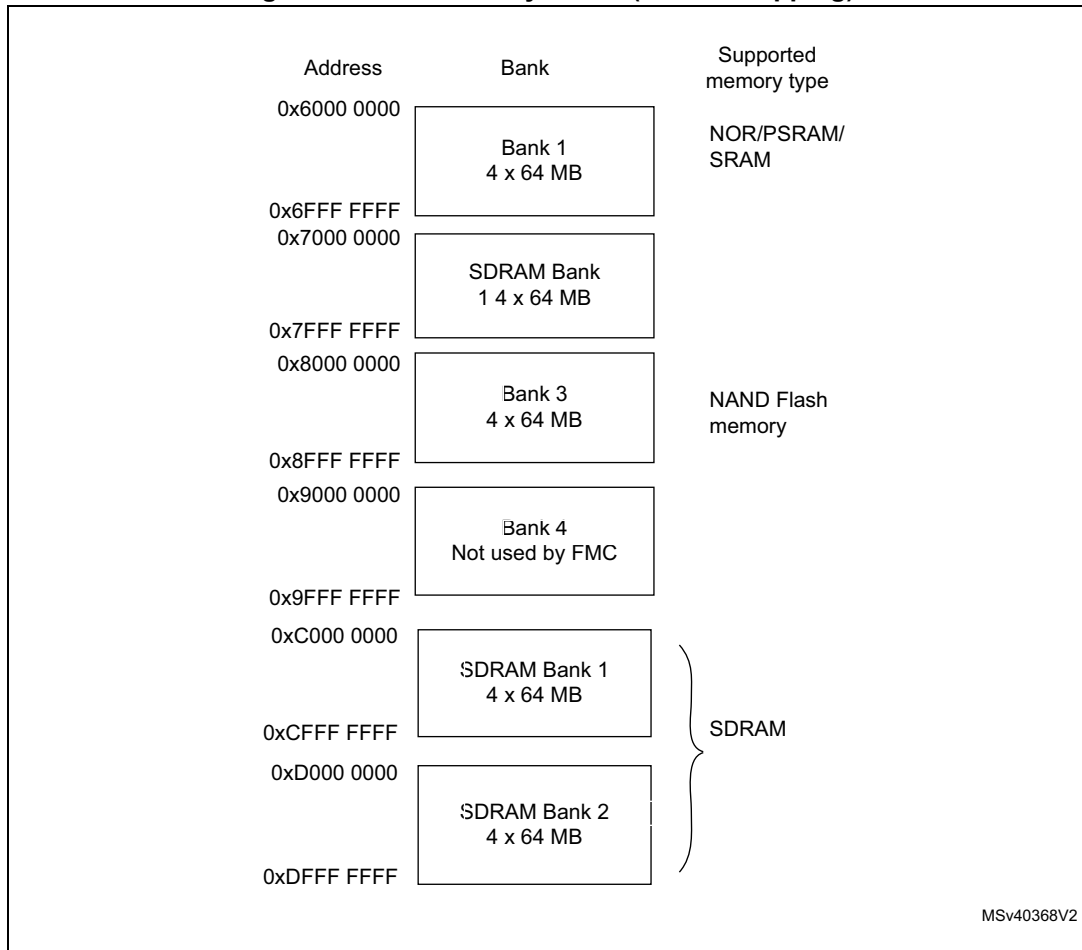 Address Bank Supported
memory type
0x6000 0000
Bank 1
4 x 64 MB
NOR/PSRAM/
SRAM
0x6FFF FFFF
0x7000 0000
SDRAM Bank
1 4 x 64 MB
0x7FFF FFFF
0x8000 0000
Bank 3
4 x 64 MB
NAND Flash
memory
0x8FFF FFFF
0x9000 0000
Bank 4
Not used by FMC
0x9FFF FFFF
0xC000 0000
SDRAM Bank 1
4 x 64 MB
0xCFFF FFFF
SDRAM
0xD000 0000
SDRAM Bank 2
4 x 64 MB
0xDFFF FFFF
MSv40368V2